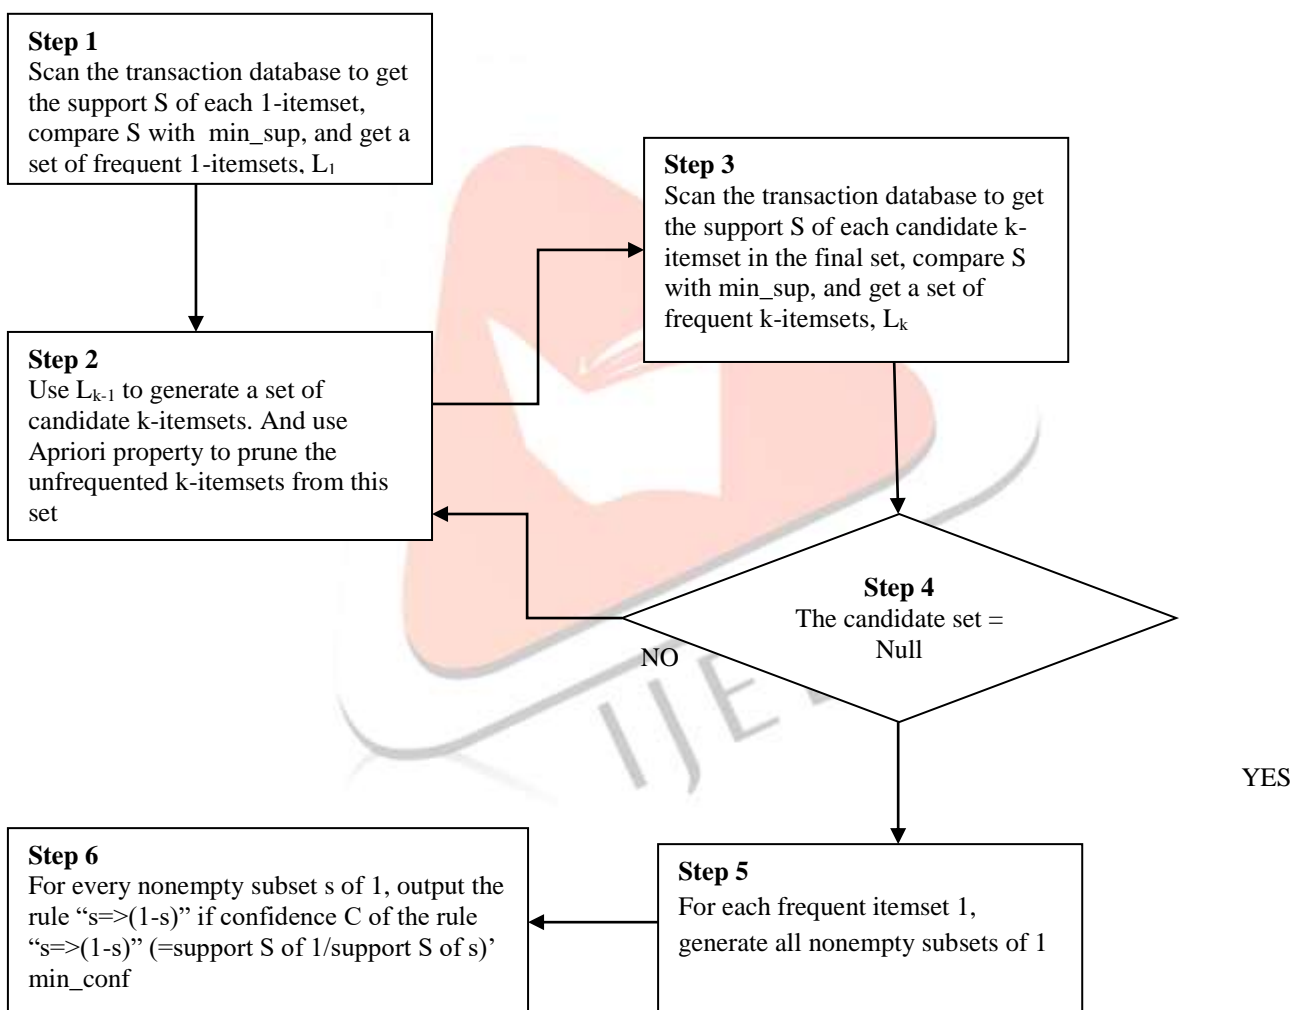 Step 1
Scan the transaction database to get
the support S of each 1-itemset,
compare S with min_sup, and get a
set of frequent 1-itemsets, L1
Step 2
Use Lk-1 to generate a set of
candidate k-itemsets. And use
Apriori property to prune the
unfrequented k-itemsets from this
set
Step 3
Scan the transaction database to get
the support S of each candidate k-
itemset in the final set, compare S
with min_sup, and get a set of
frequent k-itemsets, Lk
Step 4
The candidate set =
Null
NO
YES
Step 5
For each frequent itemset 1,
generate all nonempty subsets of 1
Step 6
For every nonempty subset s of 1, output the
rule “s=>(1-s)” if confidence C of the rule
“s=>(1-s)” (=support S of 1/support S of s)’
min_conf